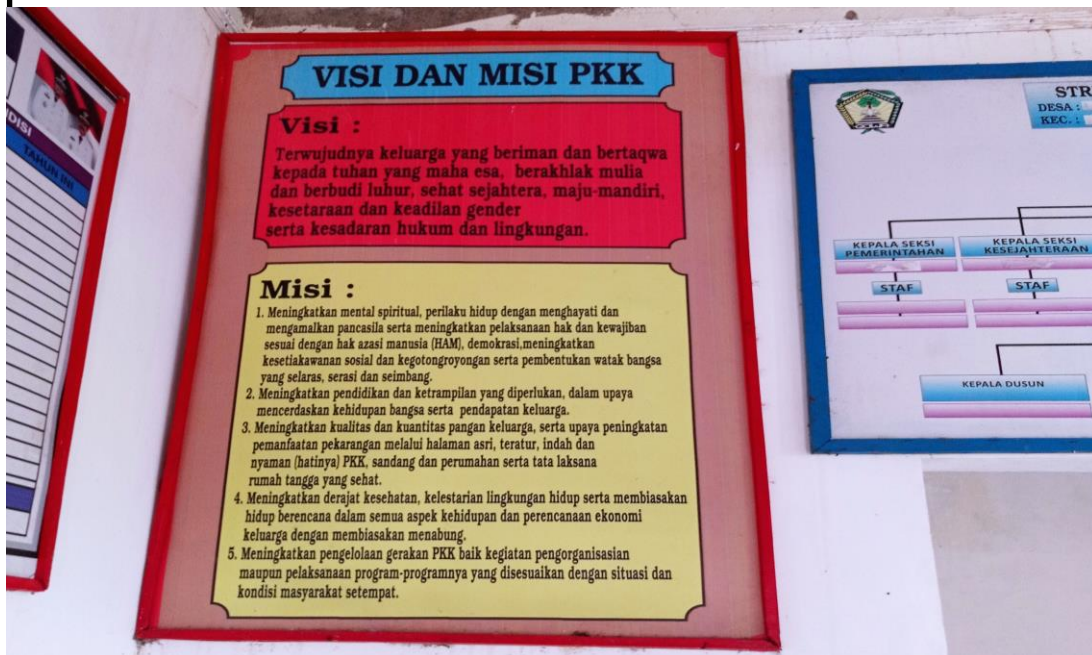 DISI
TAHUN INI
VISI DAN MISI PKK
Visi :
Terwujudnya keluarga yang beriman dan bertaqwa
kepada tuhan yang maha esa, berakhlak mulia
dan berbudi luhur, sehat sejahtera, maju-mandiri,
kesetaraan dan keadilan gender
serta kesadaran hukum dan lingkungan.
Misi :
1. Meningkatkan mental spiritual, perilaku hidup dengan menghayati dan
mengamalkan pancasila serta meningkatkan pelaksanaan hak dan kewajiban
sesuai dengan hak azasi manusia (HAM), demokrasi,meningkatkan
kesetiakawanan sosial dan kegotongroyongan serta pembentukan watak bangsa
yang selaras, serasi dan seimbang.
2. Meningkatkan pendidikan dan ketrampilan yang diperlukan, dalam upaya
mencerdaskan kehidupan bangsa serta pendapatan keluarga.
3. Meningkatkan kualitas dan kuantitas pangan keluarga, serta upaya peningkatan
pemanfaatan pekarangan melalui halaman asri, teratur, indah dan
nyaman (hatinya) PKK, sandang dan perumahan serta tata laksana
rumah tangga yang sehat.
4. Meningkatkan derajat kesehatan, kelestarian lingkungan hidup serta membiasakan
hidup berencana dalam semua aspek kehidupan dan perencanaan ekonomi
keluarga dengan membiasakan menabung.
5. Meningkatkan pengelolaan gerakan PKK baik kegiatan pengorganisasian
maupun pelaksanaan program-programnya yang disesuaikan dengan situasi dan
kondisi masyarakat setempat.
STR
DESA :
KEC. :
KEPALA SEKSI
PEMERINTAHAN
KEPALA SEKSI
KESEJAHTERAAN
STAF
STAF
KEPALA DUSUN